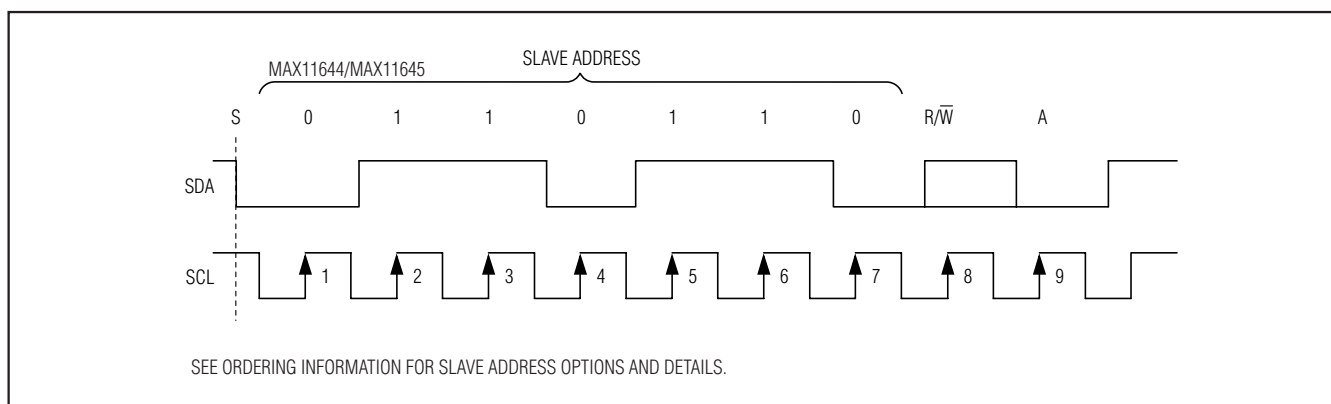 SLAVE ADDRESS
MAX11644/MAX11645
S 0 1 1 0 1 1 0 R/W̅ A
SDA
SCL 1 2 3 4 5 6 7 8 9
SEE ORDERING INFORMATION FOR SLAVE ADDRESS OPTIONS AND DETAILS.